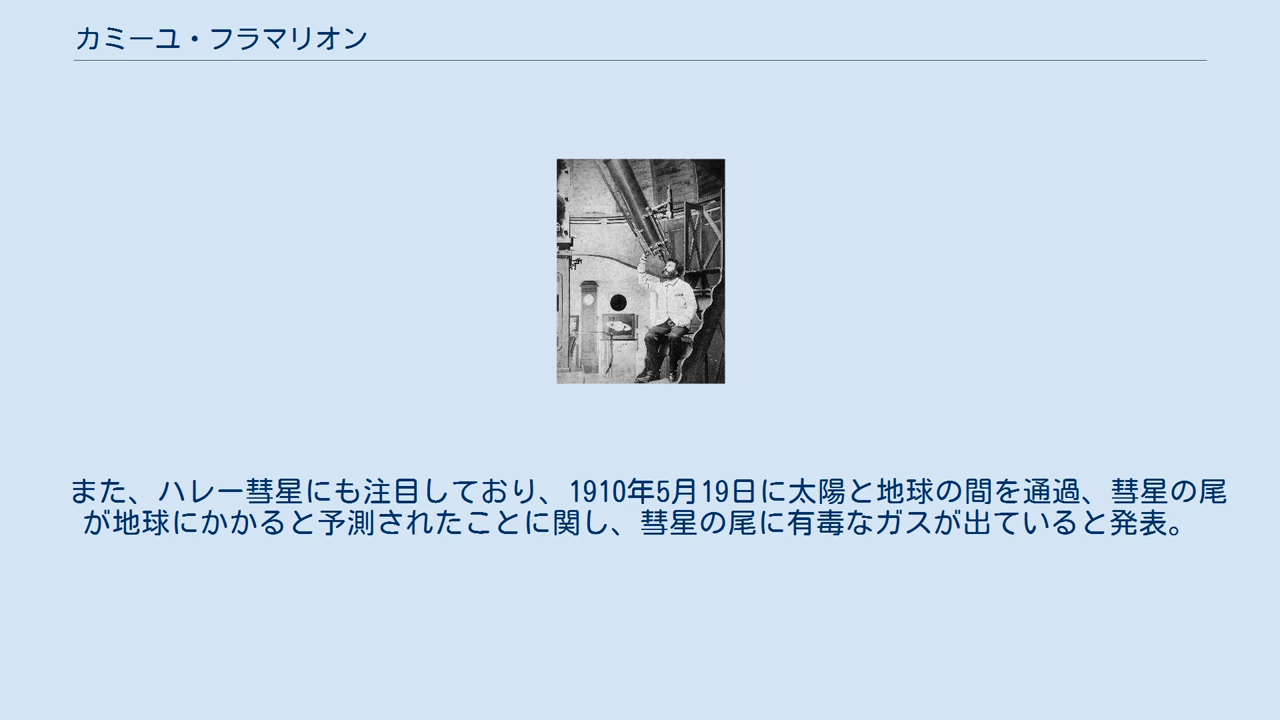 カミーユ・フラマリオン
また、ハレー彗星にも注目しており、1910年5月19日に太陽と地球の間を通過、彗星の尾
が地球にかかると予測されたことに関し、彗星の尾に有毒なガスが出ていると発表。